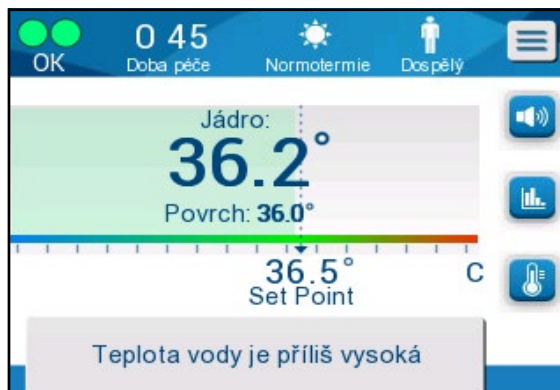 OK
0 45
Doba péče
Normotermie
Dospělý
Jádro:
36.2°
Povrch: 36.0°
36.5° C
Set Point
Teplota vody je příliš vysoká